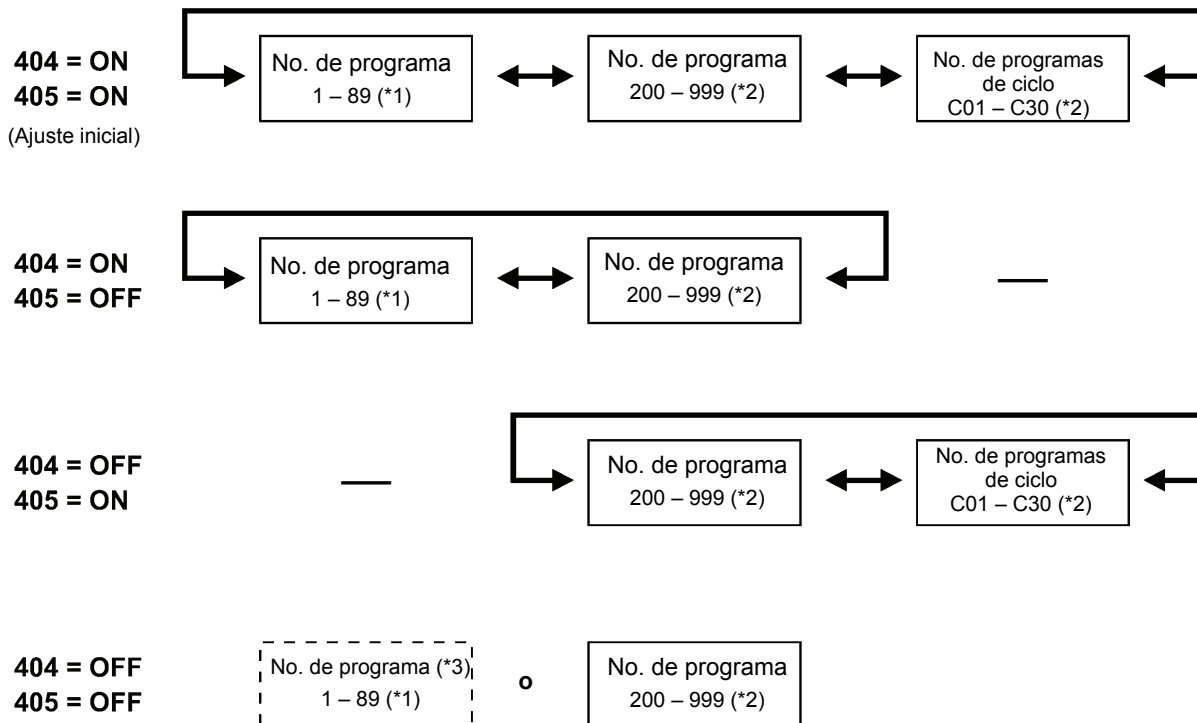 404 = ON
405 = ON
(Ajuste inicial)
No. de programa
1 – 89 (*1)
No. de programa
200 – 999 (*2)
No. de programas
de ciclo
C01 – C30 (*2)
404 = ON
405 = OFF
No. de programa
1 – 89 (*1)
No. de programa
200 – 999 (*2)
404 = OFF
405 = ON
No. de programa
200 – 999 (*2)
No. de programas
de ciclo
C01 – C30 (*2)
404 = OFF
405 = OFF
No. de programa (*3)
1 – 89 (*1)
o
No. de programa
200 – 999 (*2)